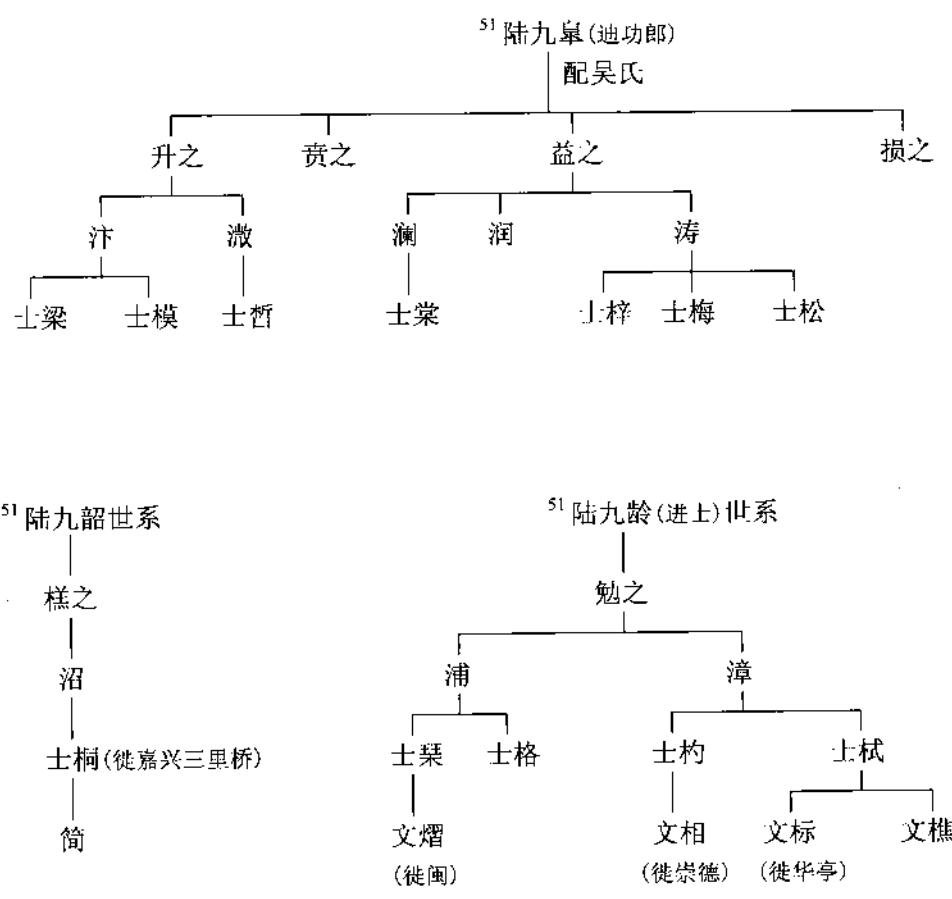 51 陆九皋(迪功郎)
配吴氏
升之 贲之 益之 损之
汴 溦 澜 润 涛
士梁 士模 士哲 士棠 士梓 士梅 士松
51 陆九韶世系 51 陆九龄(进士)世系
榚之 勉之
沼 浦 漳
士桐(徙嘉兴三里桥) 士琹 士格 士杓 士栻
简 文熠 文相 文标 文樵
(徙闽) (徙崇德) (徙华亭)